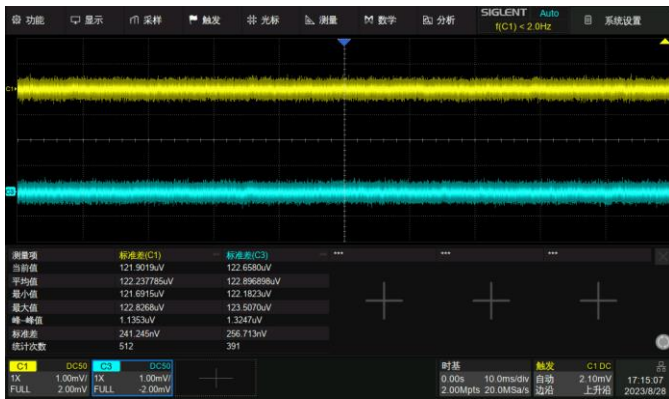 功能 显示 采样 触发 光标 测量 数学 分析 SIGLENT Auto 系统设置
f(C1) < 2.0Hz
C1
C3
测量项 标准差(C1) *** 标准差(C3) *** *** *** ***
当前值 121.9019uV 122.6580uV
平均值 122.237785uV 122.896898uV
最小值 121.6915uV 122.1823uV
最大值 122.8268uV 123.5070uV
峰–峰值 1.1353uV 1.3247uV
标准差 241.245nV 256.713nV
统计次数 512 391
C1 DC50 C3 DC50 时基 触发 C1 DC
1X 1.00mV/ 1X 1.00mV/ 0.00s 10.0ms/div 自动 2.10mV 17:15:07
FULL 2.00mV FULL -2.00mV 2.00Mpts 20.0MSa/s 边沿 上升沿 2023/8/28